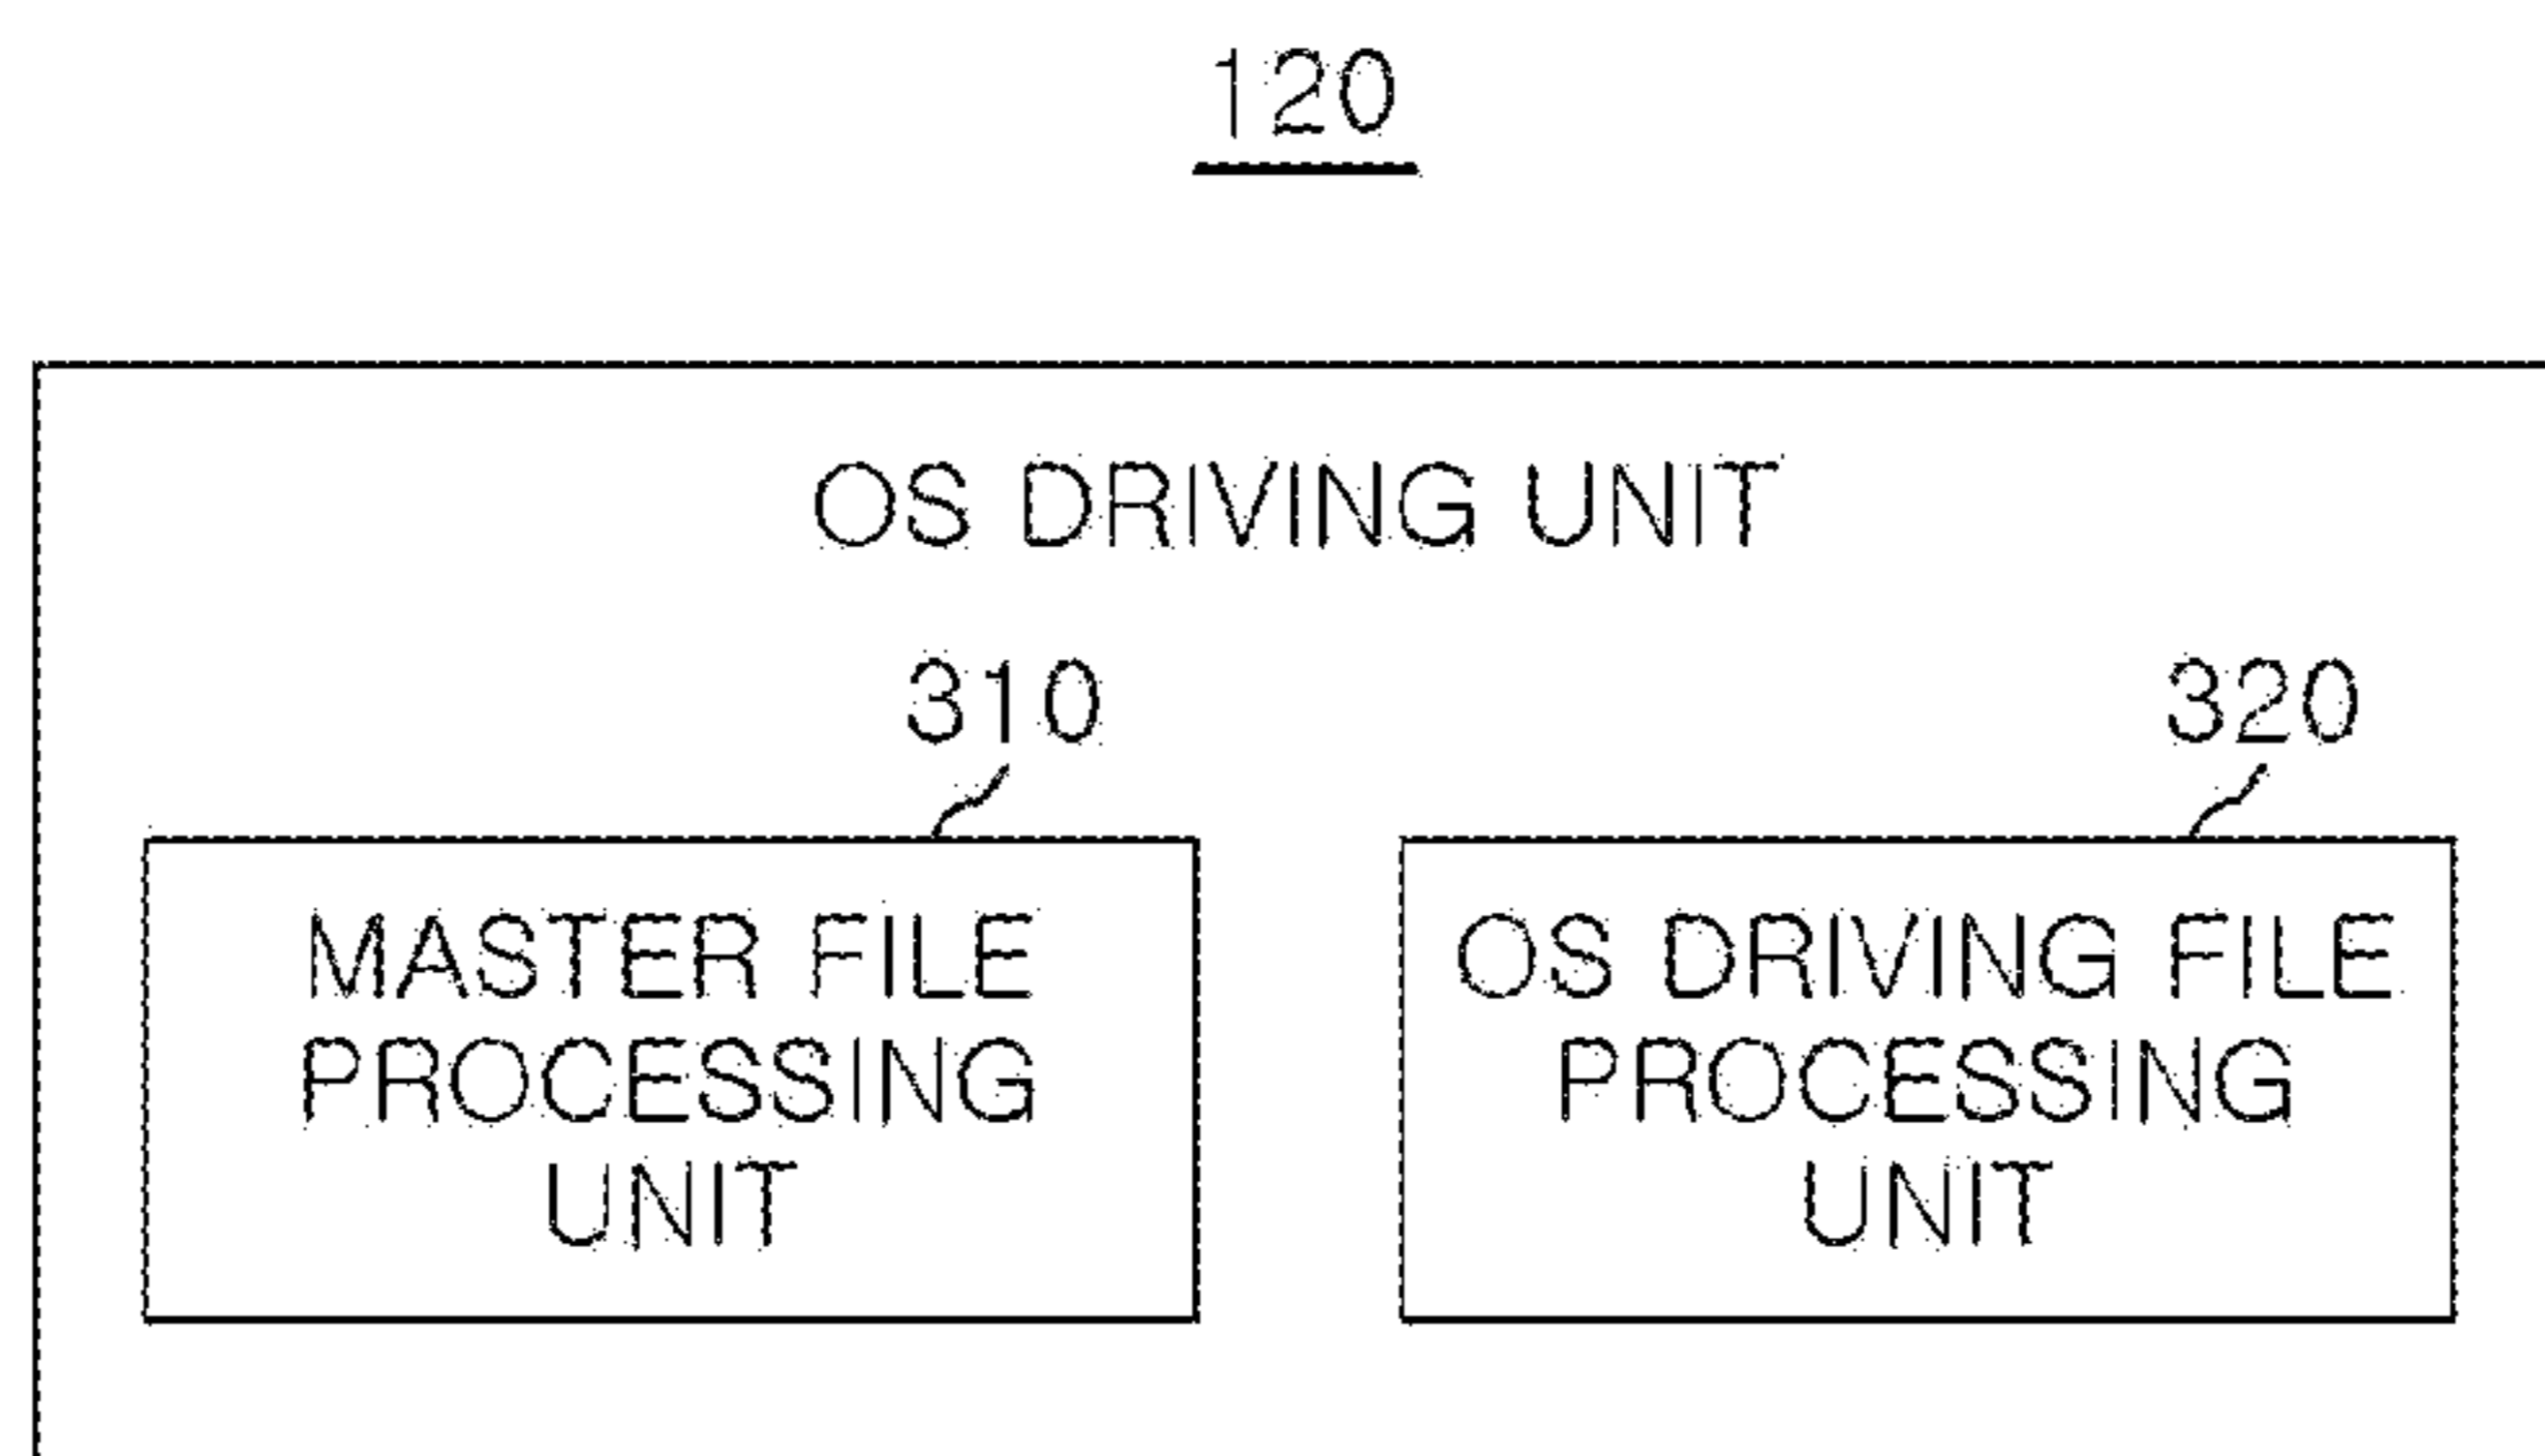 120
OS DRIVING UNIT
310
320
MASTER FILE
PROCESSING
UNIT
OS DRIVING FILE
PROCESSING
UNIT